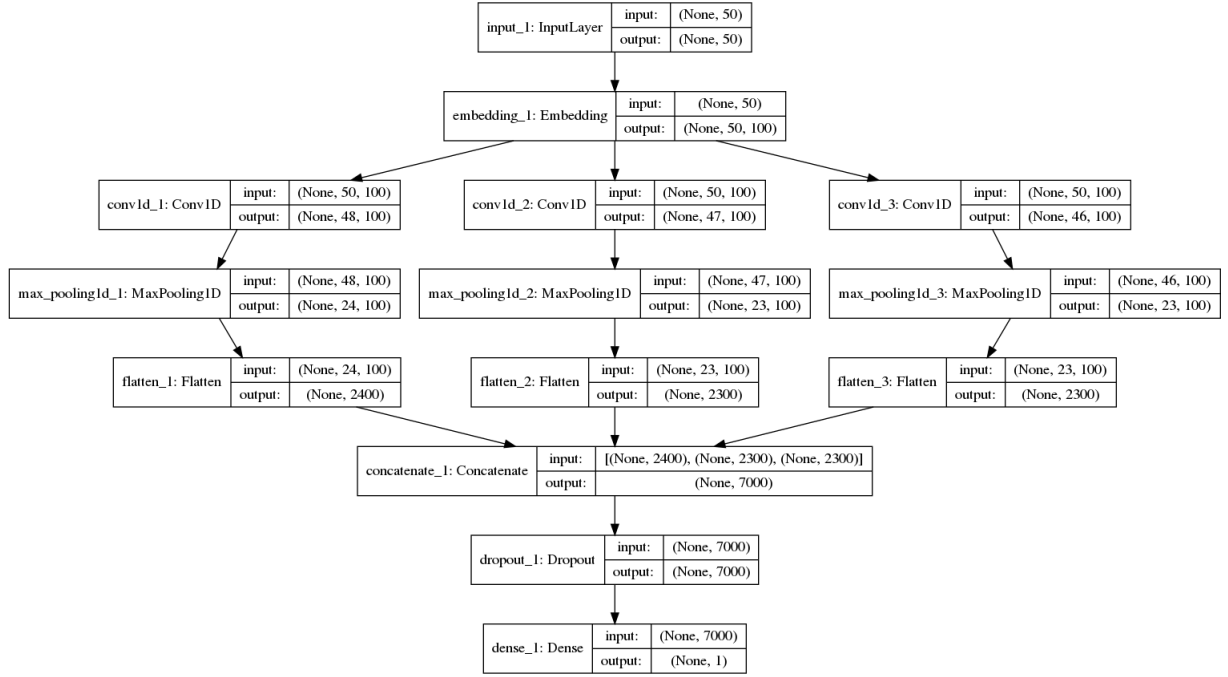 input_1: InputLayer
input: (None, 50)
output: (None, 50)
embedding_1: Embedding
input: (None, 50)
output: (None, 50, 100)
conv1d_1: Conv1D
input: (None, 50, 100)
output: (None, 48, 100)
conv1d_2: Conv1D
input: (None, 50, 100)
output: (None, 47, 100)
conv1d_3: Conv1D
input: (None, 50, 100)
output: (None, 46, 100)
max_pooling1d_1: MaxPooling1D
input: (None, 48, 100)
output: (None, 24, 100)
max_pooling1d_2: MaxPooling1D
input: (None, 47, 100)
output: (None, 23, 100)
max_pooling1d_3: MaxPooling1D
input: (None, 46, 100)
output: (None, 23, 100)
flatten_1: Flatten
input: (None, 24, 100)
output: (None, 2400)
flatten_2: Flatten
input: (None, 23, 100)
output: (None, 2300)
flatten_3: Flatten
input: (None, 23, 100)
output: (None, 2300)
concatenate_1: Concatenate
input: [(None, 2400), (None, 2300), (None, 2300)]
output: (None, 7000)
dropout_1: Dropout
input: (None, 7000)
output: (None, 7000)
dense_1: Dense
input: (None, 7000)
output: (None, 1)